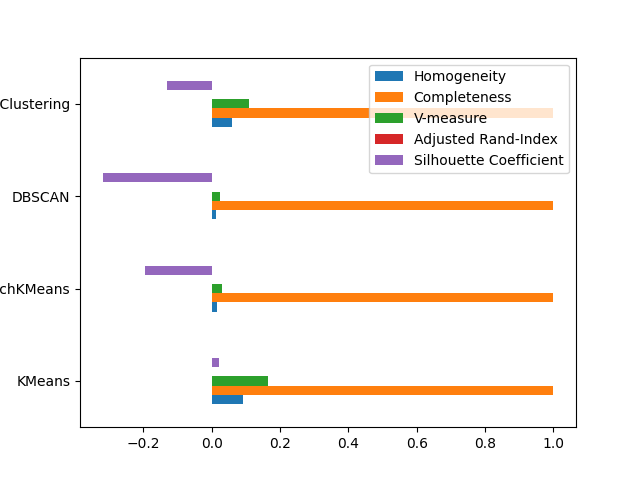 Homogeneity
Completeness
V-measure
Adjusted Rand-Index
Silhouette Coefficient
Clustering
DBSCAN
chKMeans
KMeans
−0.2 0.0 0.2 0.4 0.6 0.8 1.0